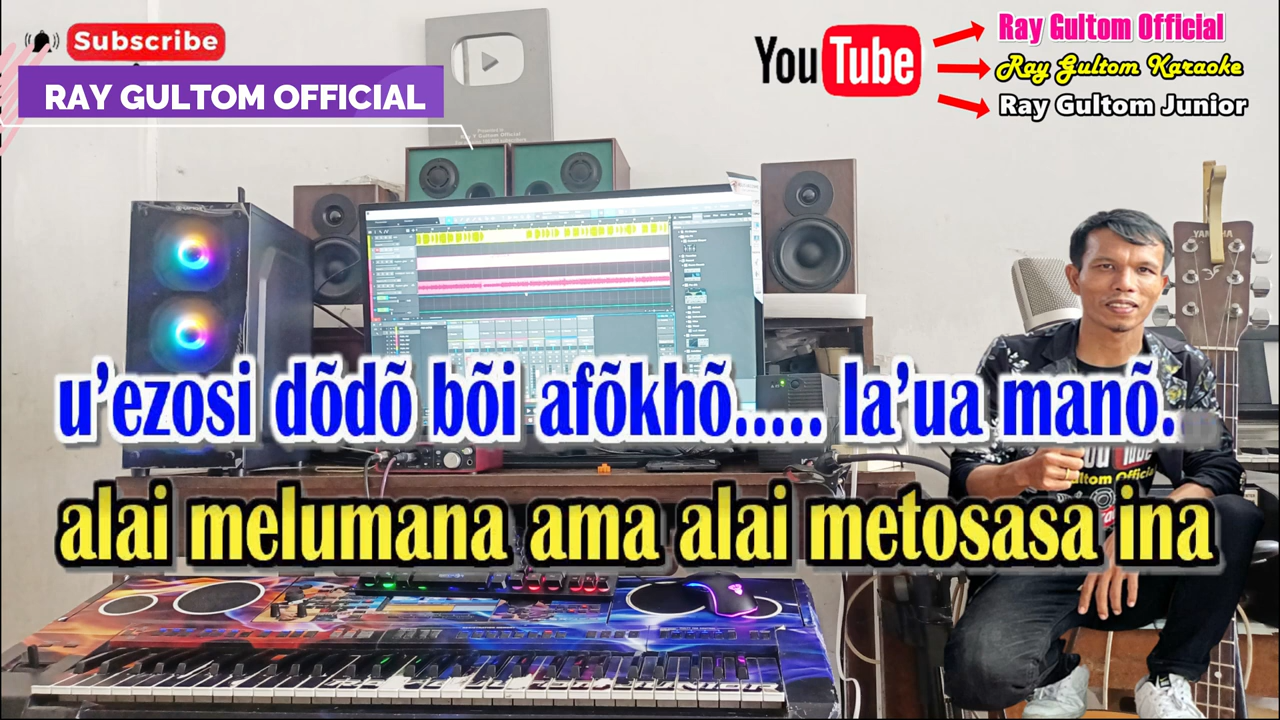 Subscribe
RAY GULTOM OFFICIAL
YouTube
Ray Gultom Official
Ray Gultom Karaoke
Ray Gultom Junior
YAMAHA
u’ezosi dõdõ bõi afõkhõ..... la’ua manõ.
alai melumana ama alai metosasa ina